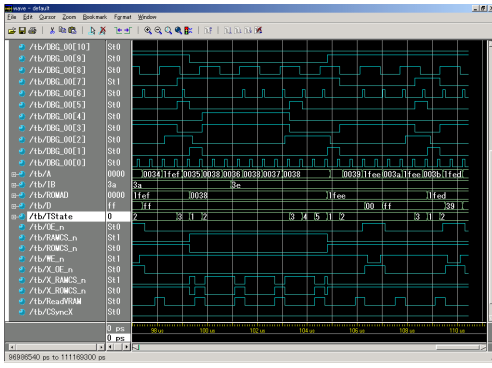 wave - default
File Edit Cursor Zoom Bookmark Format Window
/tb/DBG_00[10] St0
/tb/DBG_00[9] St0
/tb/DBG_00[8] St0
/tb/DBG_00[7] St1
/tb/DBG_00[6] St0
/tb/DBG_00[5] St0
/tb/DBG_00[4] St0
/tb/DBG_00[3] St0
/tb/DBG_00[2] St0
/tb/DBG_00[1] St0
/tb/DBG_00[0] St0
/tb/A 0000 0034 1fef 0035 0038 0036 0038 0037 0038 0039 1fee 003a 1fee 003b 1fed
/tb/IB 3a 3a 3e
/tb/ROMAD 0000 1fef 0038 1fee 1fed
/tb/D ff ff 00 ff 39
/tb/TState 0 2 3 1 2 3 4 5 1 2 3 1 2
/tb/OE_n St0
/tb/RAMCS_n St1
/tb/ROMCS_n St0
/tb/WE_n St1
/tb/X_OE_n St0
/tb/X_RAMCS_n St1
/tb/X_ROMCS_n St0
/tb/ReadVRAM St0
/tb/CSyncX St0
0 ps 98 us 100 us 102 us 104 us 106 us 108 us 110 us
0 ps
96986540 ps to 111169300 ps